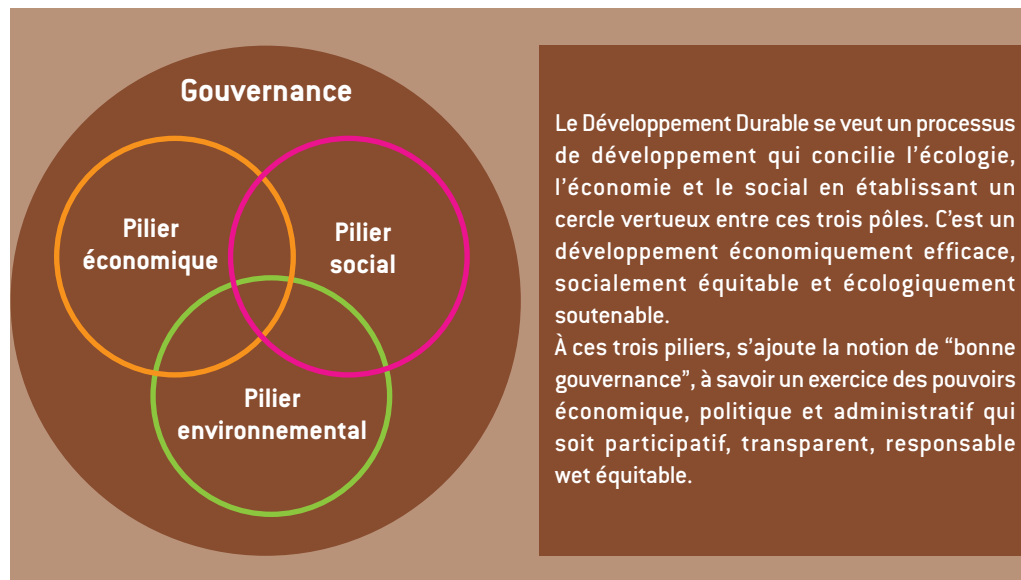 Gouvernance
Pilier
économique
Pilier
social
Pilier
environnemental
Le Développement Durable se veut un processus
de développement qui concilie l’écologie,
l’économie et le social en établissant un
cercle vertueux entre ces trois pôles. C’est un
développement économiquement efficace,
socialement équitable et écologiquement
soutenable.
À ces trois piliers, s’ajoute la notion de “bonne
gouvernance”, à savoir un exercice des pouvoirs
économique, politique et administratif qui
soit participatif, transparent, responsable
wet équitable.